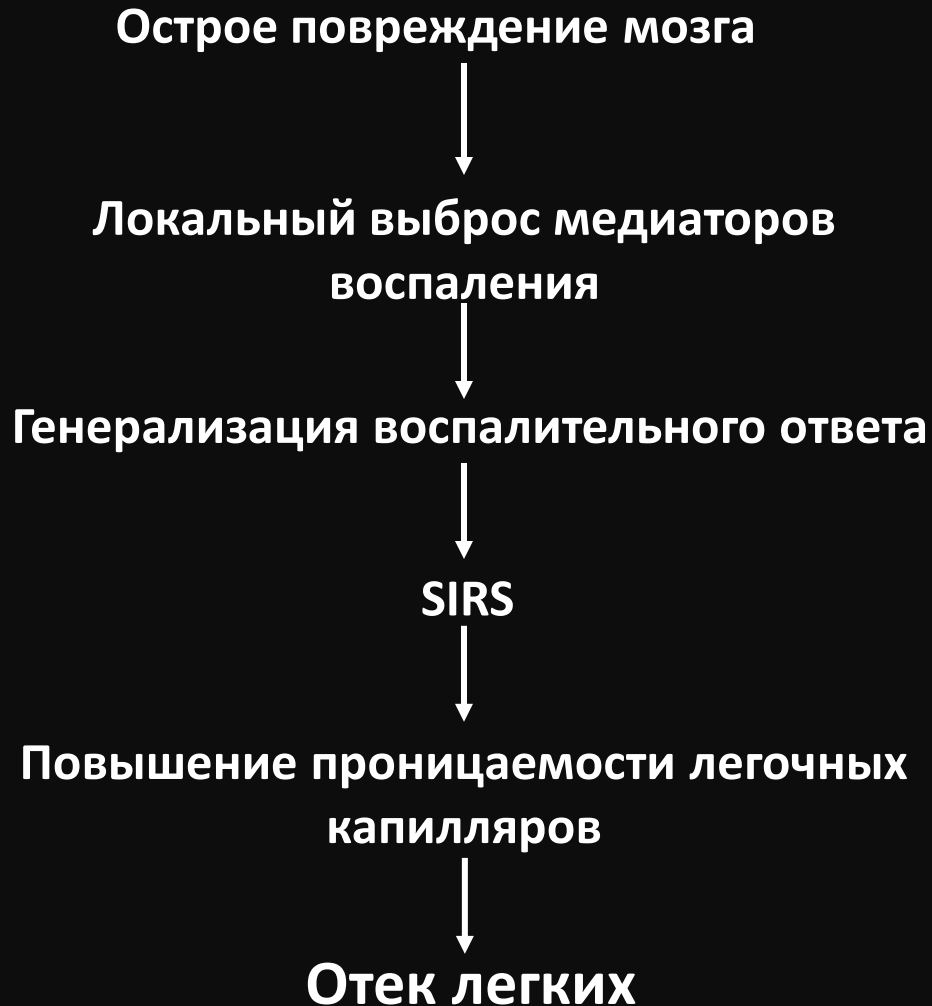 Острое повреждение мозга
Локальный выброс медиаторов
воспаления
Генерализация воспалительного ответа
SIRS
Повышение проницаемости легочных
капилляров
Отек легких